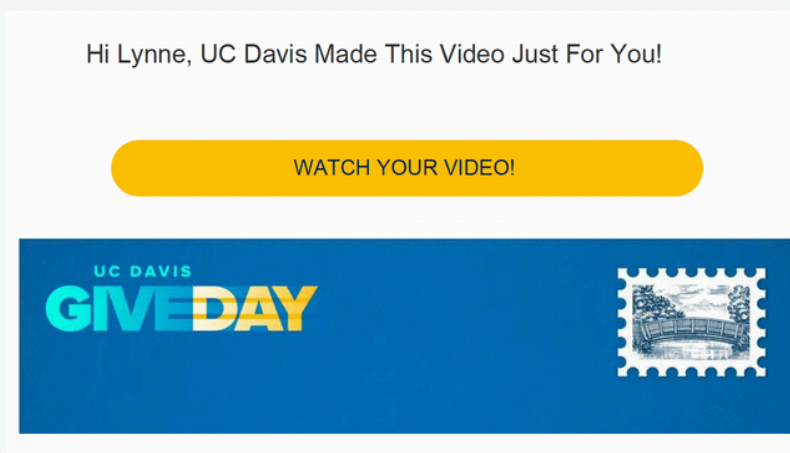 Hi Lynne, UC Davis Made This Video Just For You!
WATCH YOUR VIDEO!
UC DAVIS
GIVEDAY